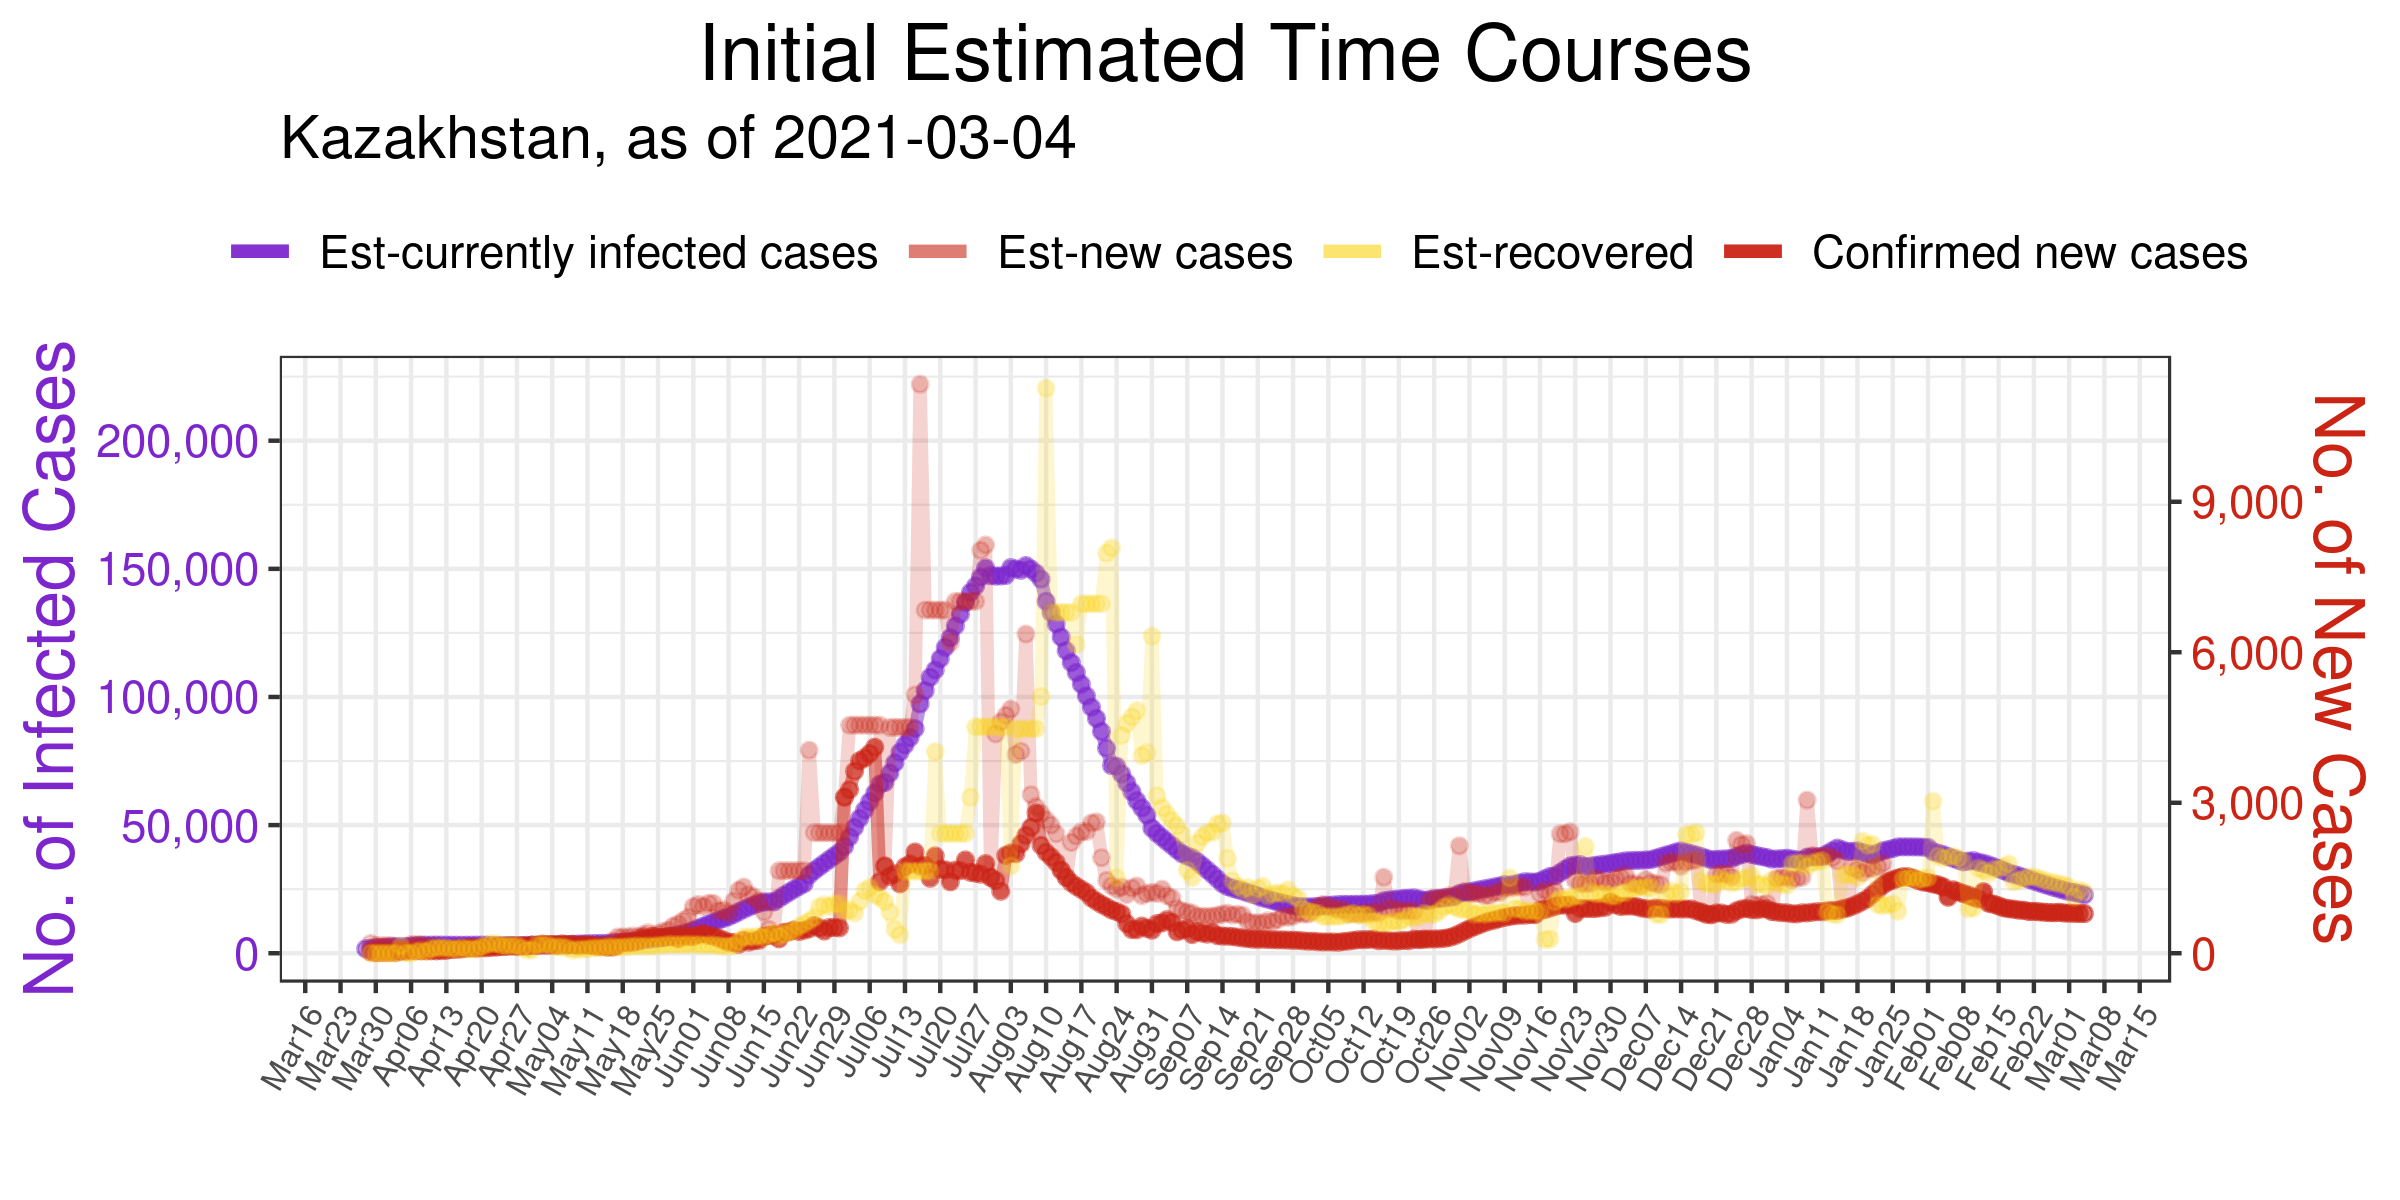 Initial Estimated Time Courses
Kazakhstan, as of 2021-03-04
Est-currently infected cases
Est-new cases
Est-recovered
Confirmed new cases
No. of Infected Cases
200,000
150,000
100,000
50,000
0
No. of New Cases
9,000
6,000
3,000
0
Mar16
Mar23
Mar30
Apr06
Apr13
Apr20
Apr27
May04
May11
May18
May25
Jun01
Jun08
Jun15
Jun22
Jun29
Jul06
Jul13
Jul20
Jul27
Aug03
Aug10
Aug17
Aug24
Aug31
Sep07
Sep14
Sep21
Sep28
Oct05
Oct12
Oct19
Oct26
Nov02
Nov09
Nov16
Nov23
Nov30
Dec07
Dec14
Dec21
Dec28
Jan04
Jan11
Jan18
Jan25
Feb01
Feb08
Feb15
Feb22
Mar01
Mar08
Mar15